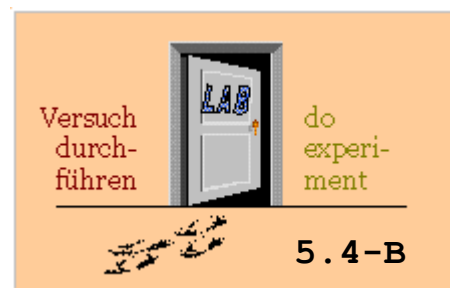 LAB
Versuch
durch-
führen
do
experi-
ment
5.4-B